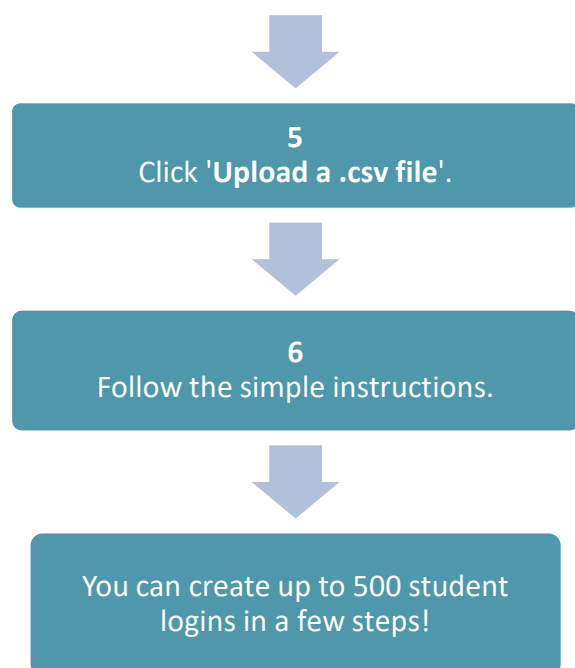 5
Click 'Upload a .csv file'.
6
Follow the simple instructions.
You can create up to 500 student
logins in a few steps!